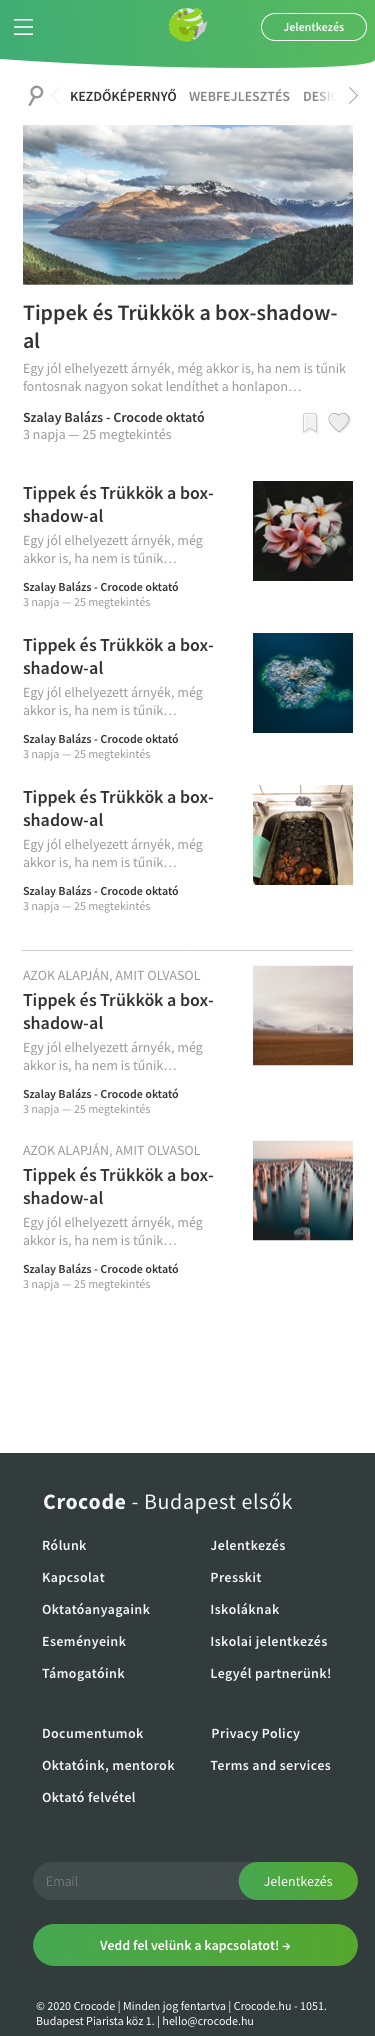 Jelentkezés
KEZDŐKÉPERNYŐ WEBFEJLESZTÉS
Tippek és Trükkök a box-shadow-
al
Egy jól elhelyezett árnyék, még akkor is, ha nem is tűnik
fontosnak nagyon sokat lendíthet a honlapon…
Szalay Balázs - Crocode oktató
3 napja — 25 megtekintés
Tippek és Trükkök a box-
shadow-al
Egy jól elhelyezett árnyék, még
akkor is, ha nem is tűnik…
Szalay Balázs - Crocode oktató
3 napja — 25 megtekintés
Tippek és Trükkök a box-
shadow-al
Egy jól elhelyezett árnyék, még
akkor is, ha nem is tűnik…
Szalay Balázs - Crocode oktató
3 napja — 25 megtekintés
Tippek és Trükkök a box-
shadow-al
Egy jól elhelyezett árnyék, még
akkor is, ha nem is tűnik…
Szalay Balázs - Crocode oktató
3 napja — 25 megtekintés
AZOK ALAPJÁN, AMIT OLVASOL
Tippek és Trükkök a box-
shadow-al
Egy jól elhelyezett árnyék, még
akkor is, ha nem is tűnik…
Szalay Balázs - Crocode oktató
3 napja — 25 megtekintés
AZOK ALAPJÁN, AMIT OLVASOL
Tippek és Trükkök a box-
shadow-al
Egy jól elhelyezett árnyék, még
akkor is, ha nem is tűnik…
Szalay Balázs - Crocode oktató
3 napja — 25 megtekintés
Crocode - Budapest elsők
Rólunk
Kapcsolat
Oktatóanyagaink
Eseményeink
Támogatóink
Jelentkezés
Presskit
Iskoláknak
Iskolai jelentkezés
Legyél partnerünk!
Documentumok
Oktatóink, mentorok
Oktató felvétel
Privacy Policy
Terms and services
Email
Jelentkezés
Vedd fel velünk a kapcsolatot! →
© 2020 Crocode | Minden jog fentartva | Crocode.hu - 1051.
Budapest Piarista köz 1. | hello@crocode.hu